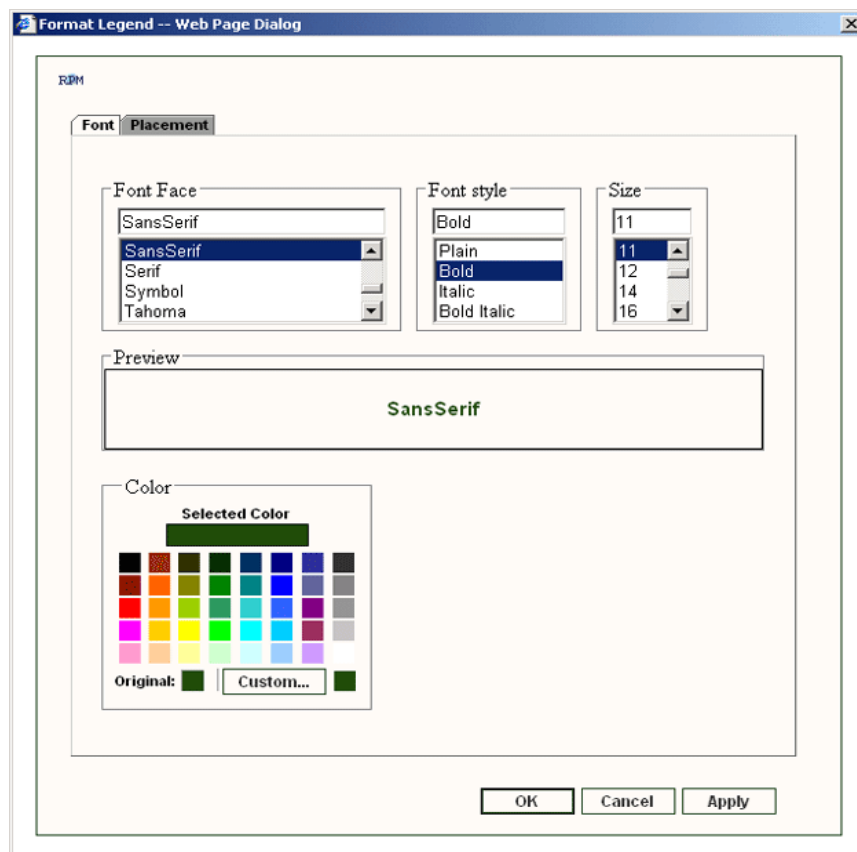 Format Legend -- Web Page Dialog
RPM
Font Placement
Font Face Font style Size
SansSerif Bold 11
SansSerif Plain 11
Serif Bold 12
Symbol Italic 14
Tahoma Bold Italic 16
Preview
SansSerif
Color
Selected Color
Original: Custom...
OK Cancel Apply